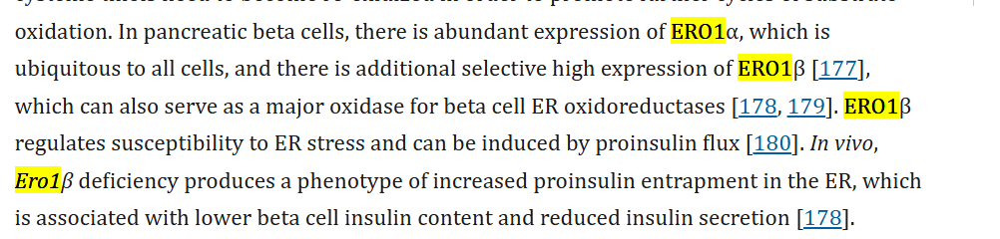 oxidation. In pancreatic beta cells, there is abundant expression of ERO1α, which is
ubiquitous to all cells, and there is additional selective high expression of ERO1β [177],
which can also serve as a major oxidase for beta cell ER oxidoreductases [178, 179]. ERO1β
regulates susceptibility to ER stress and can be induced by proinsulin flux [180]. In vivo,
Ero1β deficiency produces a phenotype of increased proinsulin entrapment in the ER, which
is associated with lower beta cell insulin content and reduced insulin secretion [178].